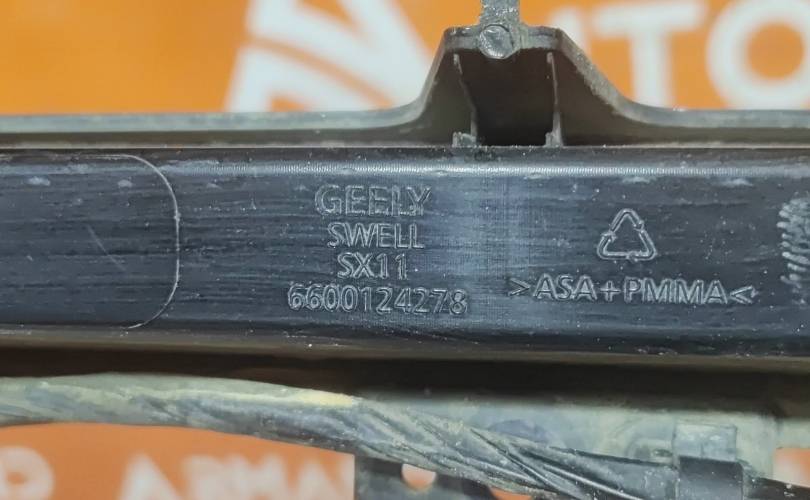 GEELY
SWELL
SX11
6600124278
>ASA+PMMA<